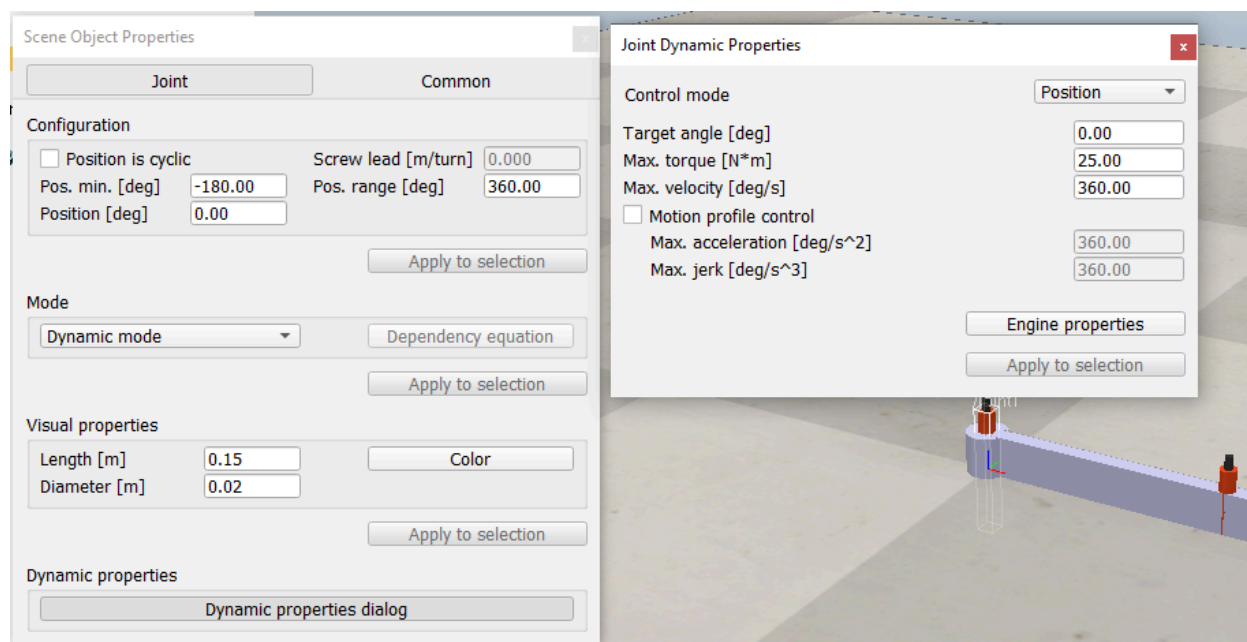 Scene Object Properties
x
Joint Common
Configuration
Position is cyclic Screw lead [m/turn] 0.000
Pos. min. [deg] -180.00 Pos. range [deg] 360.00
Position [deg] 0.00
Apply to selection
Mode
Dynamic mode Dependency equation
Apply to selection
Visual properties
Length [m] 0.15 Color
Diameter [m] 0.02
Apply to selection
Dynamic properties
Dynamic properties dialog
Joint Dynamic Properties
x
Control mode Position
Target angle [deg] 0.00
Max. torque [N*m] 25.00
Max. velocity [deg/s] 360.00
Motion profile control
Max. acceleration [deg/s^2] 360.00
Max. jerk [deg/s^3] 360.00
Engine properties
Apply to selection